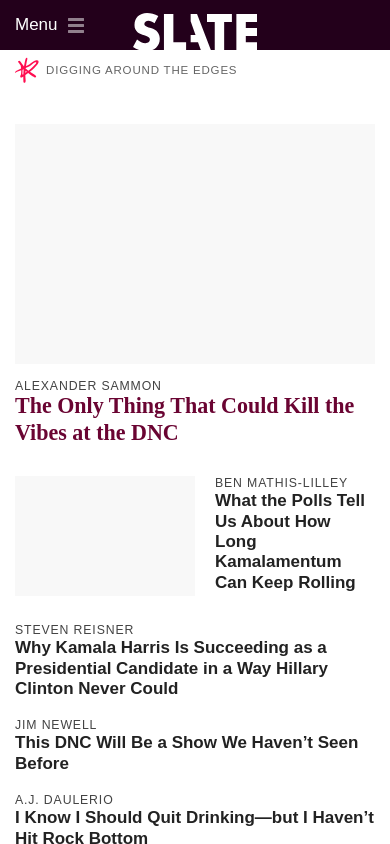 Menu
SLATE
DIGGING AROUND THE EDGES
ALEXANDER SAMMON
The Only Thing That Could Kill the
Vibes at the DNC
BEN MATHIS-LILLEY
What the Polls Tell
Us About How
Long
Kamalamentum
Can Keep Rolling
STEVEN REISNER
Why Kamala Harris Is Succeeding as a
Presidential Candidate in a Way Hillary
Clinton Never Could
JIM NEWELL
This DNC Will Be a Show We Haven’t Seen
Before
A.J. DAULERIO
I Know I Should Quit Drinking—but I Haven’t
Hit Rock Bottom